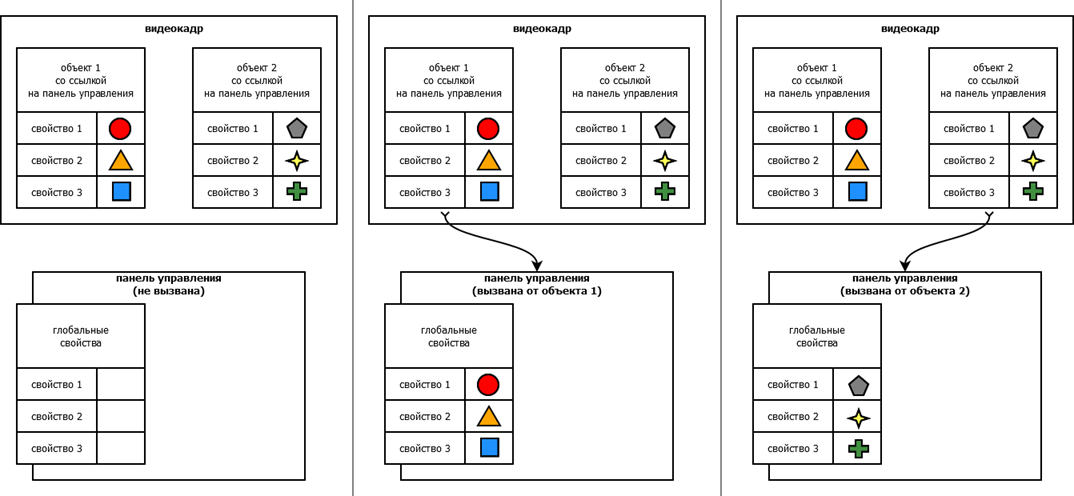 видеокадр
объект 1
со ссылкой
на панель управления
свойство 1
свойство 2
свойство 3
объект 2
со ссылкой
на панель управления
свойство 1
свойство 2
свойство 3
панель управления
(не вызвана)
глобальные
свойства
свойство 1
свойство 2
свойство 3
видеокадр
объект 1
со ссылкой
на панель управления
свойство 1
свойство 2
свойство 3
объект 2
со ссылкой
на панель управления
свойство 1
свойство 2
свойство 3
панель управления
(вызвана от объекта 1)
глобальные
свойства
свойство 1
свойство 2
свойство 3
видеокадр
объект 1
со ссылкой
на панель управления
свойство 1
свойство 2
свойство 3
объект 2
со ссылкой
на панель управления
свойство 1
свойство 2
свойство 3
панель управления
(вызвана от объекта 2)
глобальные
свойства
свойство 1
свойство 2
свойство 3